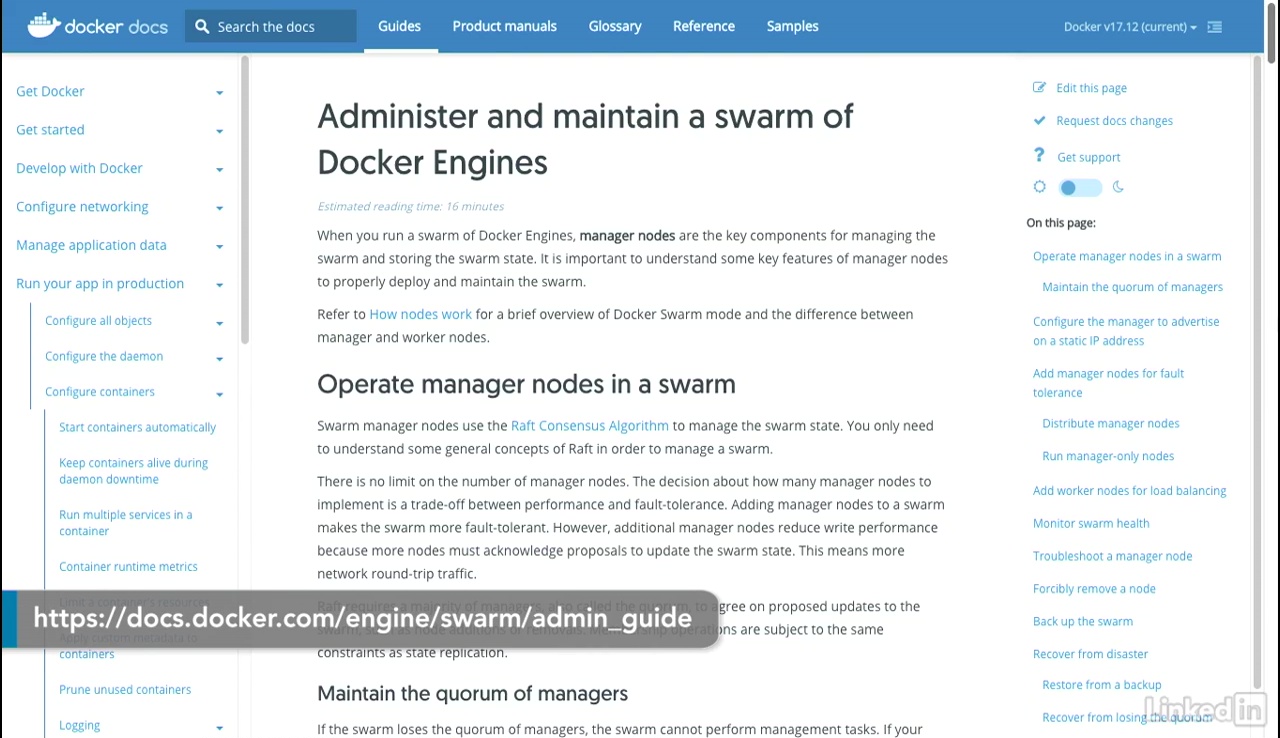 docker docs
Search the docs
Guides
Product manuals
Glossary
Reference
Samples
Docker v17.12 (current)
Get Docker
Get started
Develop with Docker
Configure networking
Manage application data
Run your app in production
Configure all objects
Configure the daemon
Configure containers
Start containers automatically
Keep containers alive during
daemon downtime
Run multiple services in a
container
Container runtime metrics
Limit a container's resources
Apply custom metadata to
containers
Prune unused containers
Logging
Administer and maintain a swarm of
Docker Engines
Estimated reading time: 16 minutes
When you run a swarm of Docker Engines, manager nodes are the key components for managing the
swarm and storing the swarm state. It is important to understand some key features of manager nodes
to properly deploy and maintain the swarm.
Refer to How nodes work for a brief overview of Docker Swarm mode and the difference between
manager and worker nodes.
Operate manager nodes in a swarm
Swarm manager nodes use the Raft Consensus Algorithm to manage the swarm state. You only need
to understand some general concepts of Raft in order to manage a swarm.
There is no limit on the number of manager nodes. The decision about how many manager nodes to
implement is a trade-off between performance and fault-tolerance. Adding manager nodes to a swarm
makes the swarm more fault-tolerant. However, additional manager nodes reduce write performance
because more nodes must acknowledge proposals to update the swarm state. This means more
network round-trip traffic.
Raft requires a majority of managers, also called the quorum, to agree on proposed updates to the
swarm, such as node additions or removals. Membership operations are subject to the same
constraints as state replication.
Maintain the quorum of managers
If the swarm loses the quorum of managers, the swarm cannot perform management tasks. If your
https://docs.docker.com/engine/swarm/admin_guide
Edit this page
Request docs changes
Get support
On this page:
Operate manager nodes in a swarm
Maintain the quorum of managers
Configure the manager to advertise
on a static IP address
Add manager nodes for fault
tolerance
Distribute manager nodes
Run manager-only nodes
Add worker nodes for load balancing
Monitor swarm health
Troubleshoot a manager node
Forcibly remove a node
Back up the swarm
Recover from disaster
Restore from a backup
Recover from losing the quorum
Linked in